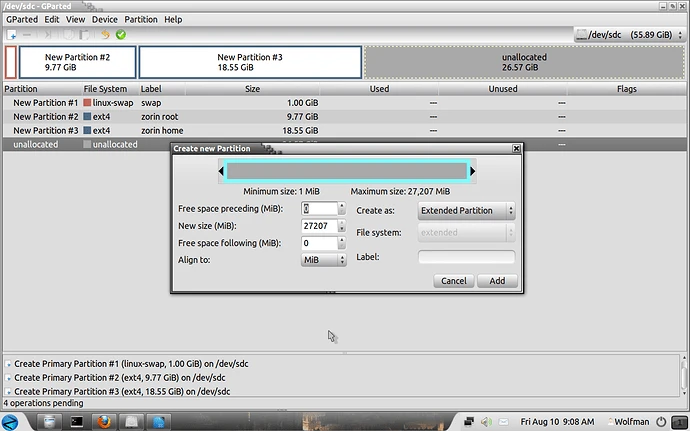 /dev/sdc - GParted
GParted Edit View Device Partition Help
/dev/sdc (55.89 GiB)
New Partition #2
9.77 GiB
New Partition #3
18.55 GiB
unallocated
26.57 GiB
Partition File System Label Size Used Unused Flags
New Partition #1 linux-swap swap 1.00 GiB --- ---
New Partition #2 ext4 zorin root 9.77 GiB --- ---
New Partition #3 ext4 zorin home 18.55 GiB --- ---
unallocated unallocated ---
Create new Partition
Minimum size: 1 MiB Maximum size: 27,207 MiB
Free space preceding (MiB): 0 Create as: Extended Partition
New size (MiB): 27207 File system: extended
Free space following (MiB): 0
Align to: MiB Label:
Cancel Add
Create Primary Partition #1 (linux-swap, 1.00 GiB) on /dev/sdc
Create Primary Partition #2 (ext4, 9.77 GiB) on /dev/sdc
Create Primary Partition #3 (ext4, 18.55 GiB) on /dev/sdc
4 operations pending
Fri Aug 10 9:08 AM Wolfman 1